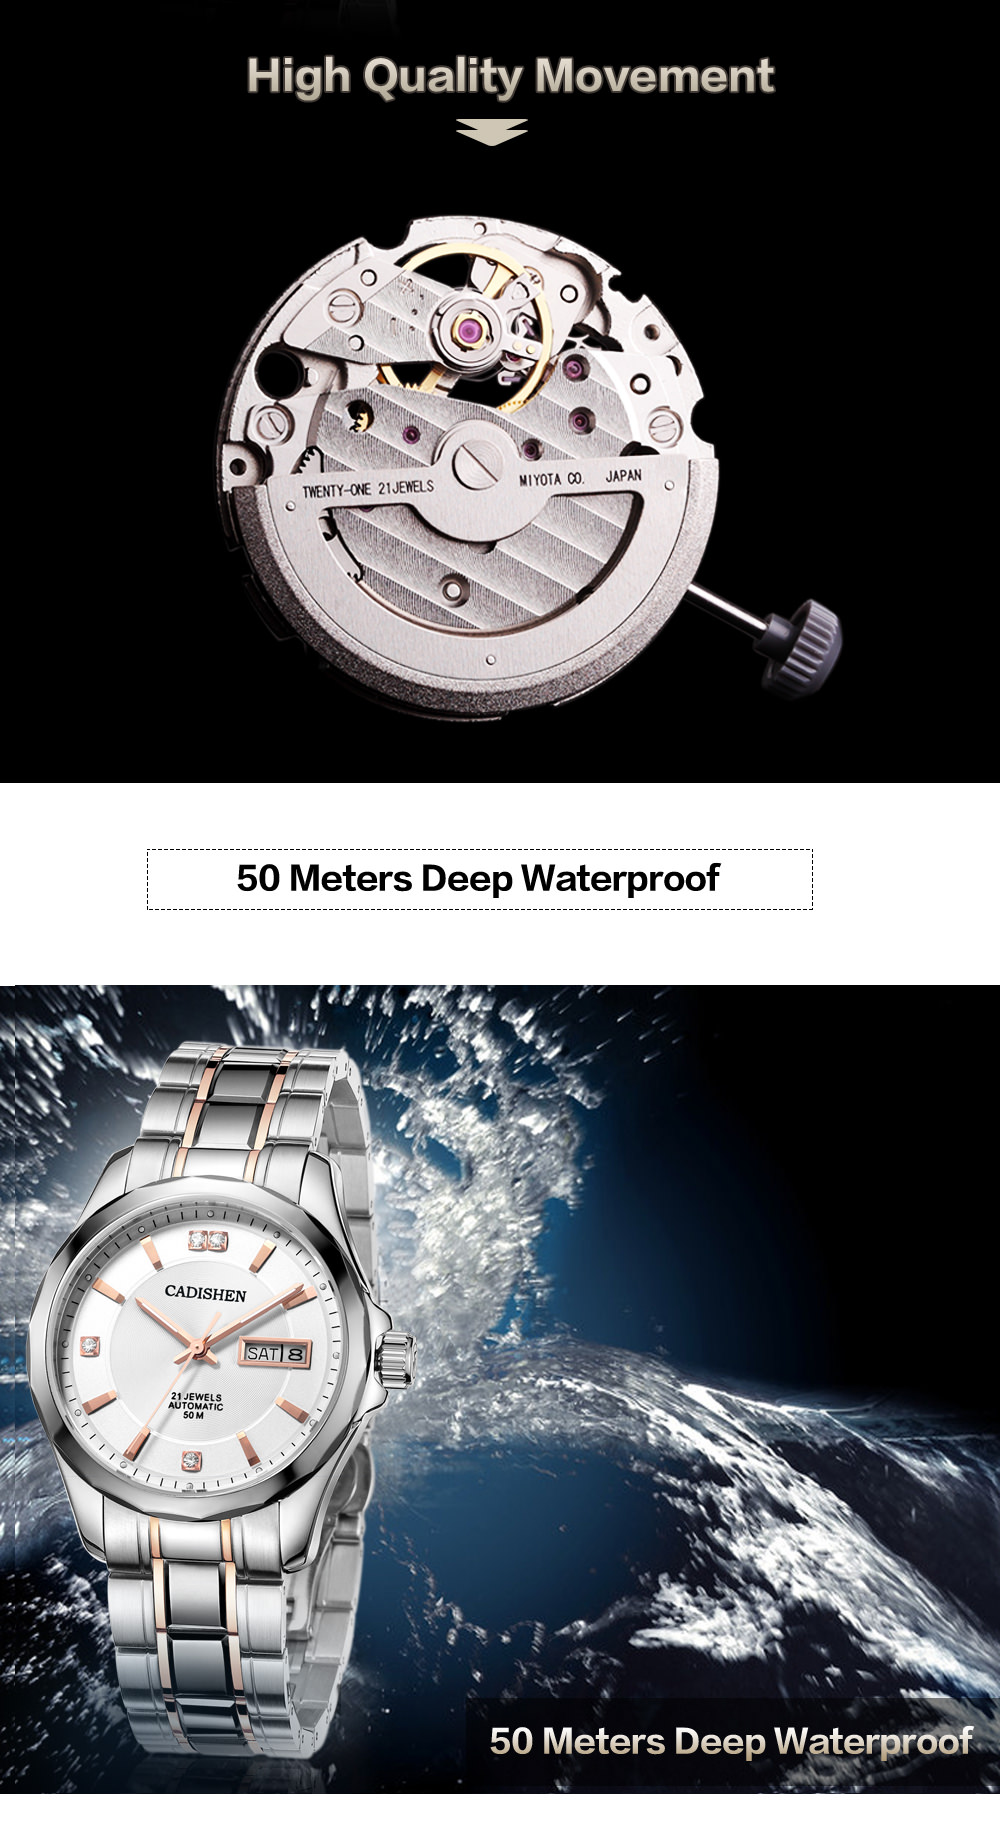 High Quality Movement
TWENTY-ONE 21JEWELS MIYOTA CO. JAPAN
50 Meters Deep Waterproof
CADISHEN
SAT 8
21 JEWELS
AUTOMATIC
50 M
50 Meters Deep Waterproof